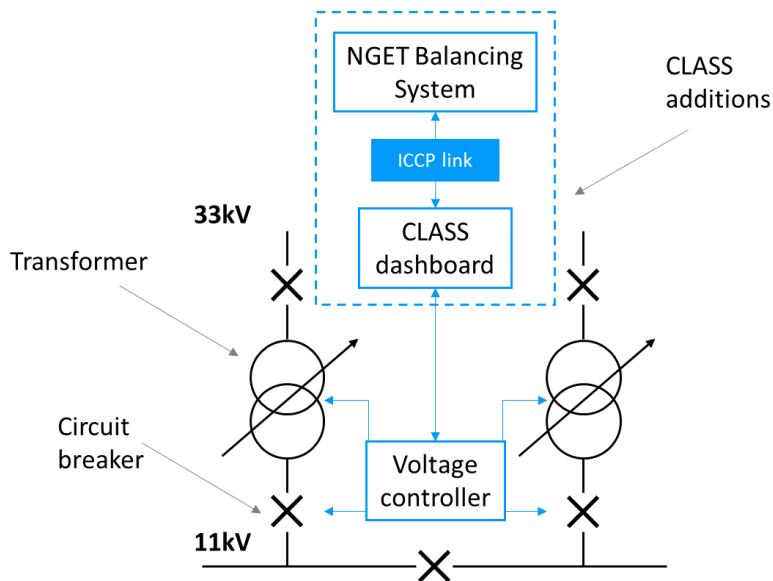 NGET Balancing
System
CLASS
additions
ICCP link
33kV
CLASS
dashboard
Transformer
Circuit
breaker
Voltage
controller
11kV